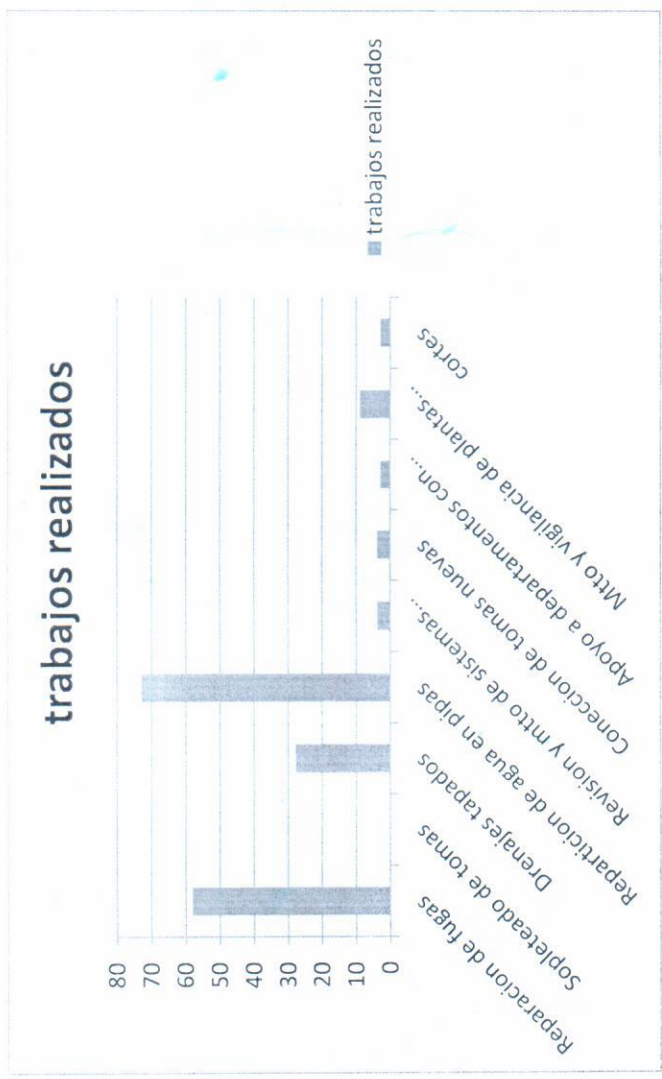 trabajos realizados
80
70
60
50
40
30
20
10
0
Reparacion de fugas
Sopleteado de tomas
Drenajes tapados
Reparticion de agua en pipas
Revision y mtto de sistemas...
Coneccion de tomas nuevas
Apoyo a departamentos con...
Mtto y vigilancia de plantas...
cortes
trabajos realizados